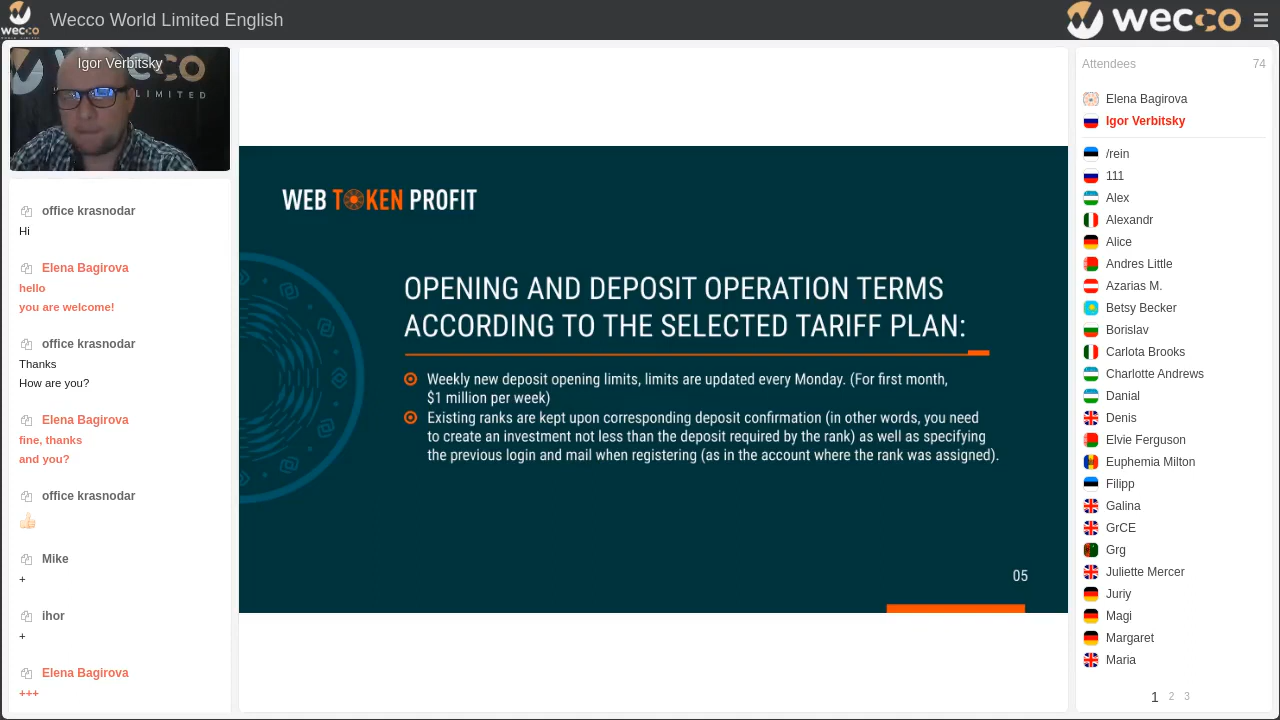 Wecco World Limited English
wecco
WORLD LIMITED
wecco
Igor Verbitsky
LIMITED
office krasnodar
Hi
Elena Bagirova
hello
you are welcome!
office krasnodar
Thanks
How are you?
Elena Bagirova
fine, thanks
and you?
office krasnodar
Mike
+
ihor
+
Elena Bagirova
+++
WEB TOKEN PROFIT
OPENING AND DEPOSIT OPERATION TERMS
ACCORDING TO THE SELECTED TARIFF PLAN:
Weekly new deposit opening limits, limits are updated every Monday. (For first month,
$1 million per week)
Existing ranks are kept upon corresponding deposit confirmation (in other words, you need
to create an investment not less than the deposit required by the rank) as well as specifying
the previous login and mail when registering (as in the account where the rank was assigned).
05
Attendees 74
Elena Bagirova
Igor Verbitsky
/rein
111
Alex
Alexandr
Alice
Andres Little
Azarias M.
Betsy Becker
Borislav
Carlota Brooks
Charlotte Andrews
Danial
Denis
Elvie Ferguson
Euphemia Milton
Filipp
Galina
GrCE
Grg
Juliette Mercer
Juriy
Magi
Margaret
Maria
1 2 3